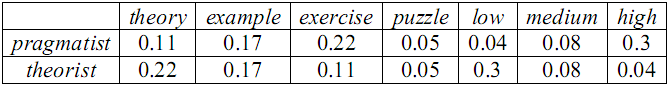 theory example exercise puzzle low medium high
pragmatist 0.11 0.17 0.22 0.05 0.04 0.08 0.3
theorist 0.22 0.17 0.11 0.05 0.3 0.08 0.04